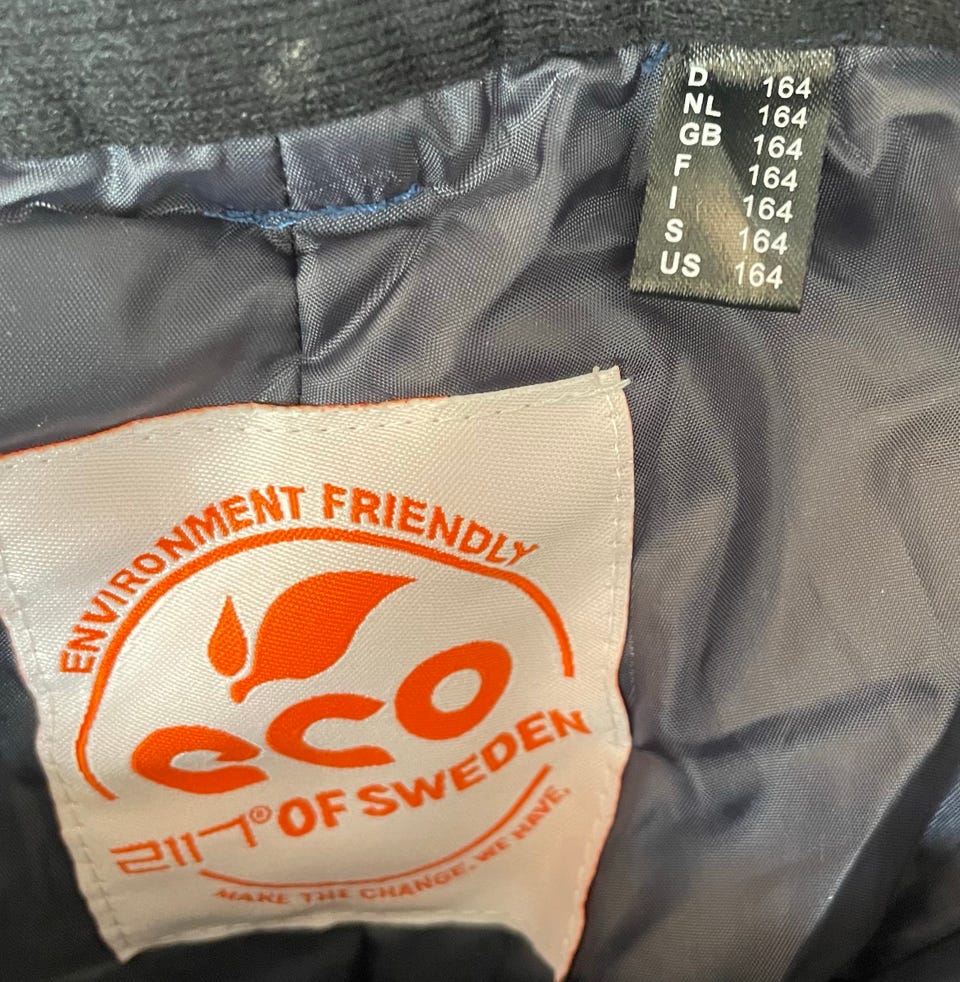 D 164
NL 164
GB 164
F 164
I 164
S 164
US 164
ENVIRONMENT FRIENDLY
eco
2117® OF SWEDEN
MAKE THE CHANGE. WE HAVE.